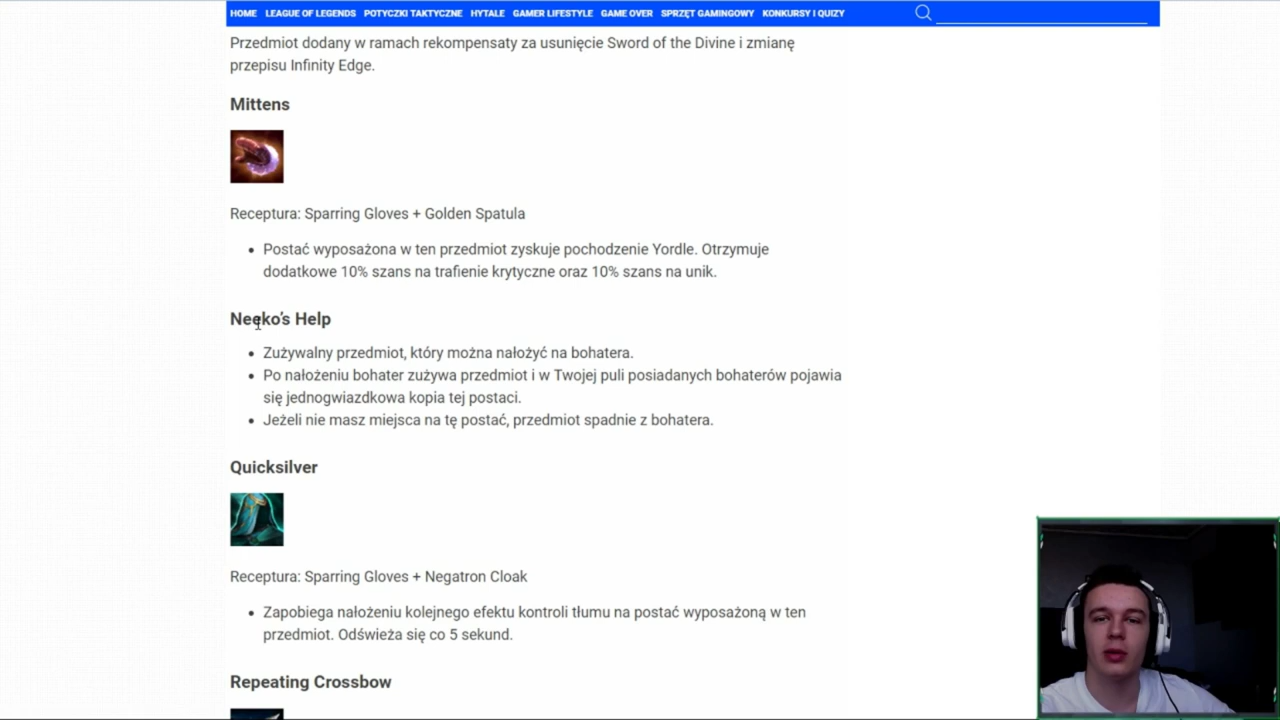 HOME LEAGUE OF LEGENDS POTYCZKI TAKTYCZNE HYTALE GAMER LIFESTYLE GAME OVER SPRZĘT GAMINGOWY KONKURSY I QUIZY
Przedmiot dodany w ramach rekompensaty za usunięcie Sword of the Divine i zmianę
przepisu Infinity Edge.
Mittens
Receptura: Sparring Gloves + Golden Spatula
• Postać wyposażona w ten przedmiot zyskuje pochodzenie Yordle. Otrzymuje
dodatkowe 10% szans na trafienie krytyczne oraz 10% szans na unik.
Neeko's Help
• Zużywalny przedmiot, który można nałożyć na bohatera.
• Po nałożeniu bohater zużywa przedmiot i w Twojej puli posiadanych bohaterów pojawia
się jednogwiazdkowa kopia tej postaci.
• Jeżeli nie masz miejsca na tę postać, przedmiot spadnie z bohatera.
Quicksilver
Receptura: Sparring Gloves + Negatron Cloak
• Zapobiega nałożeniu kolejnego efektu kontroli tłumu na postać wyposażoną w ten
przedmiot. Odświeża się co 5 sekund.
Repeating Crossbow